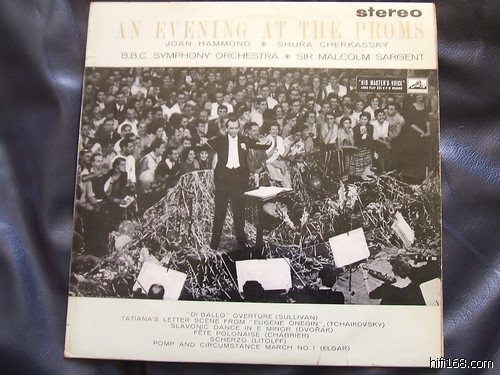 stereo
AN EVENING AT THE PROMS
JOAN HAMMOND * SHURA CHERKASSKY
B.B.C. SYMPHONY ORCHESTRA * SIR MALCOLM SARGENT
"HIS MASTER'S VOICE"
"DI BALLO" OVERTURE (SULLIVAN)
TATIANA'S LETTER SCENE FROM "EUGENE ONEGIN", (TCHAIKOVSKY)
SLAVONIC DANCE IN E MINOR (DVOŘÁK)
FÊTE POLONAISE (CHABRIER)
SCHERZO (LITOLFF)
POMP AND CIRCUMSTANCE MARCH NO.1 (ELGAR)
hifi168.com